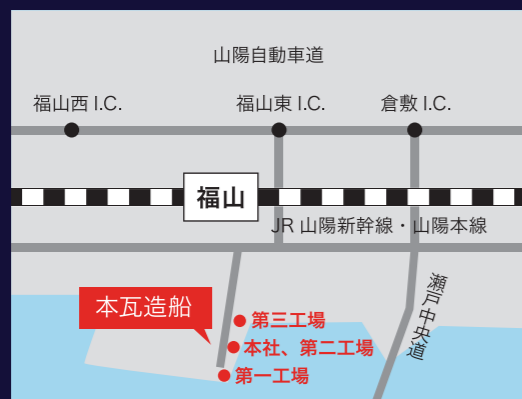 山陽自動車道
福山西 I.C.
福山東 I.C.
倉敷 I.C.
福山
JR 山陽新幹線・山陽本線
瀬戸中央道
本瓦造船
第三工場
本社、第二工場
第一工場